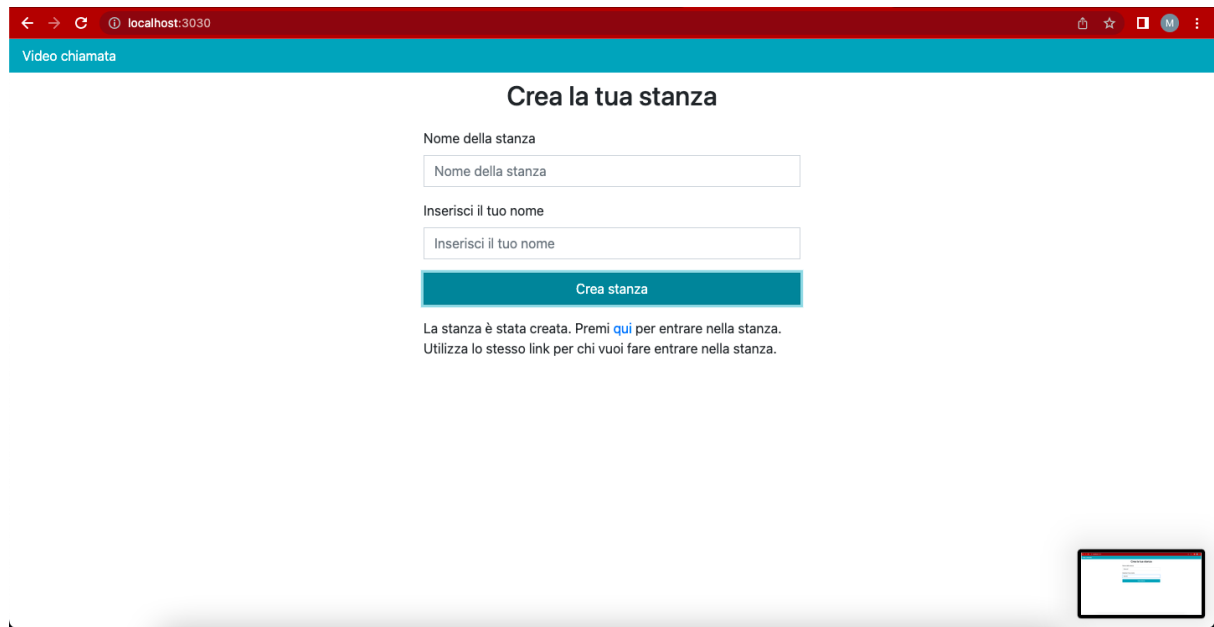 localhost:3030
M
Video chiamata
Crea la tua stanza
Nome della stanza
Nome della stanza
Inserisci il tuo nome
Inserisci il tuo nome
Crea stanza
La stanza è stata creata. Premi qui per entrare nella stanza.
Utilizza lo stesso link per chi vuoi fare entrare nella stanza.